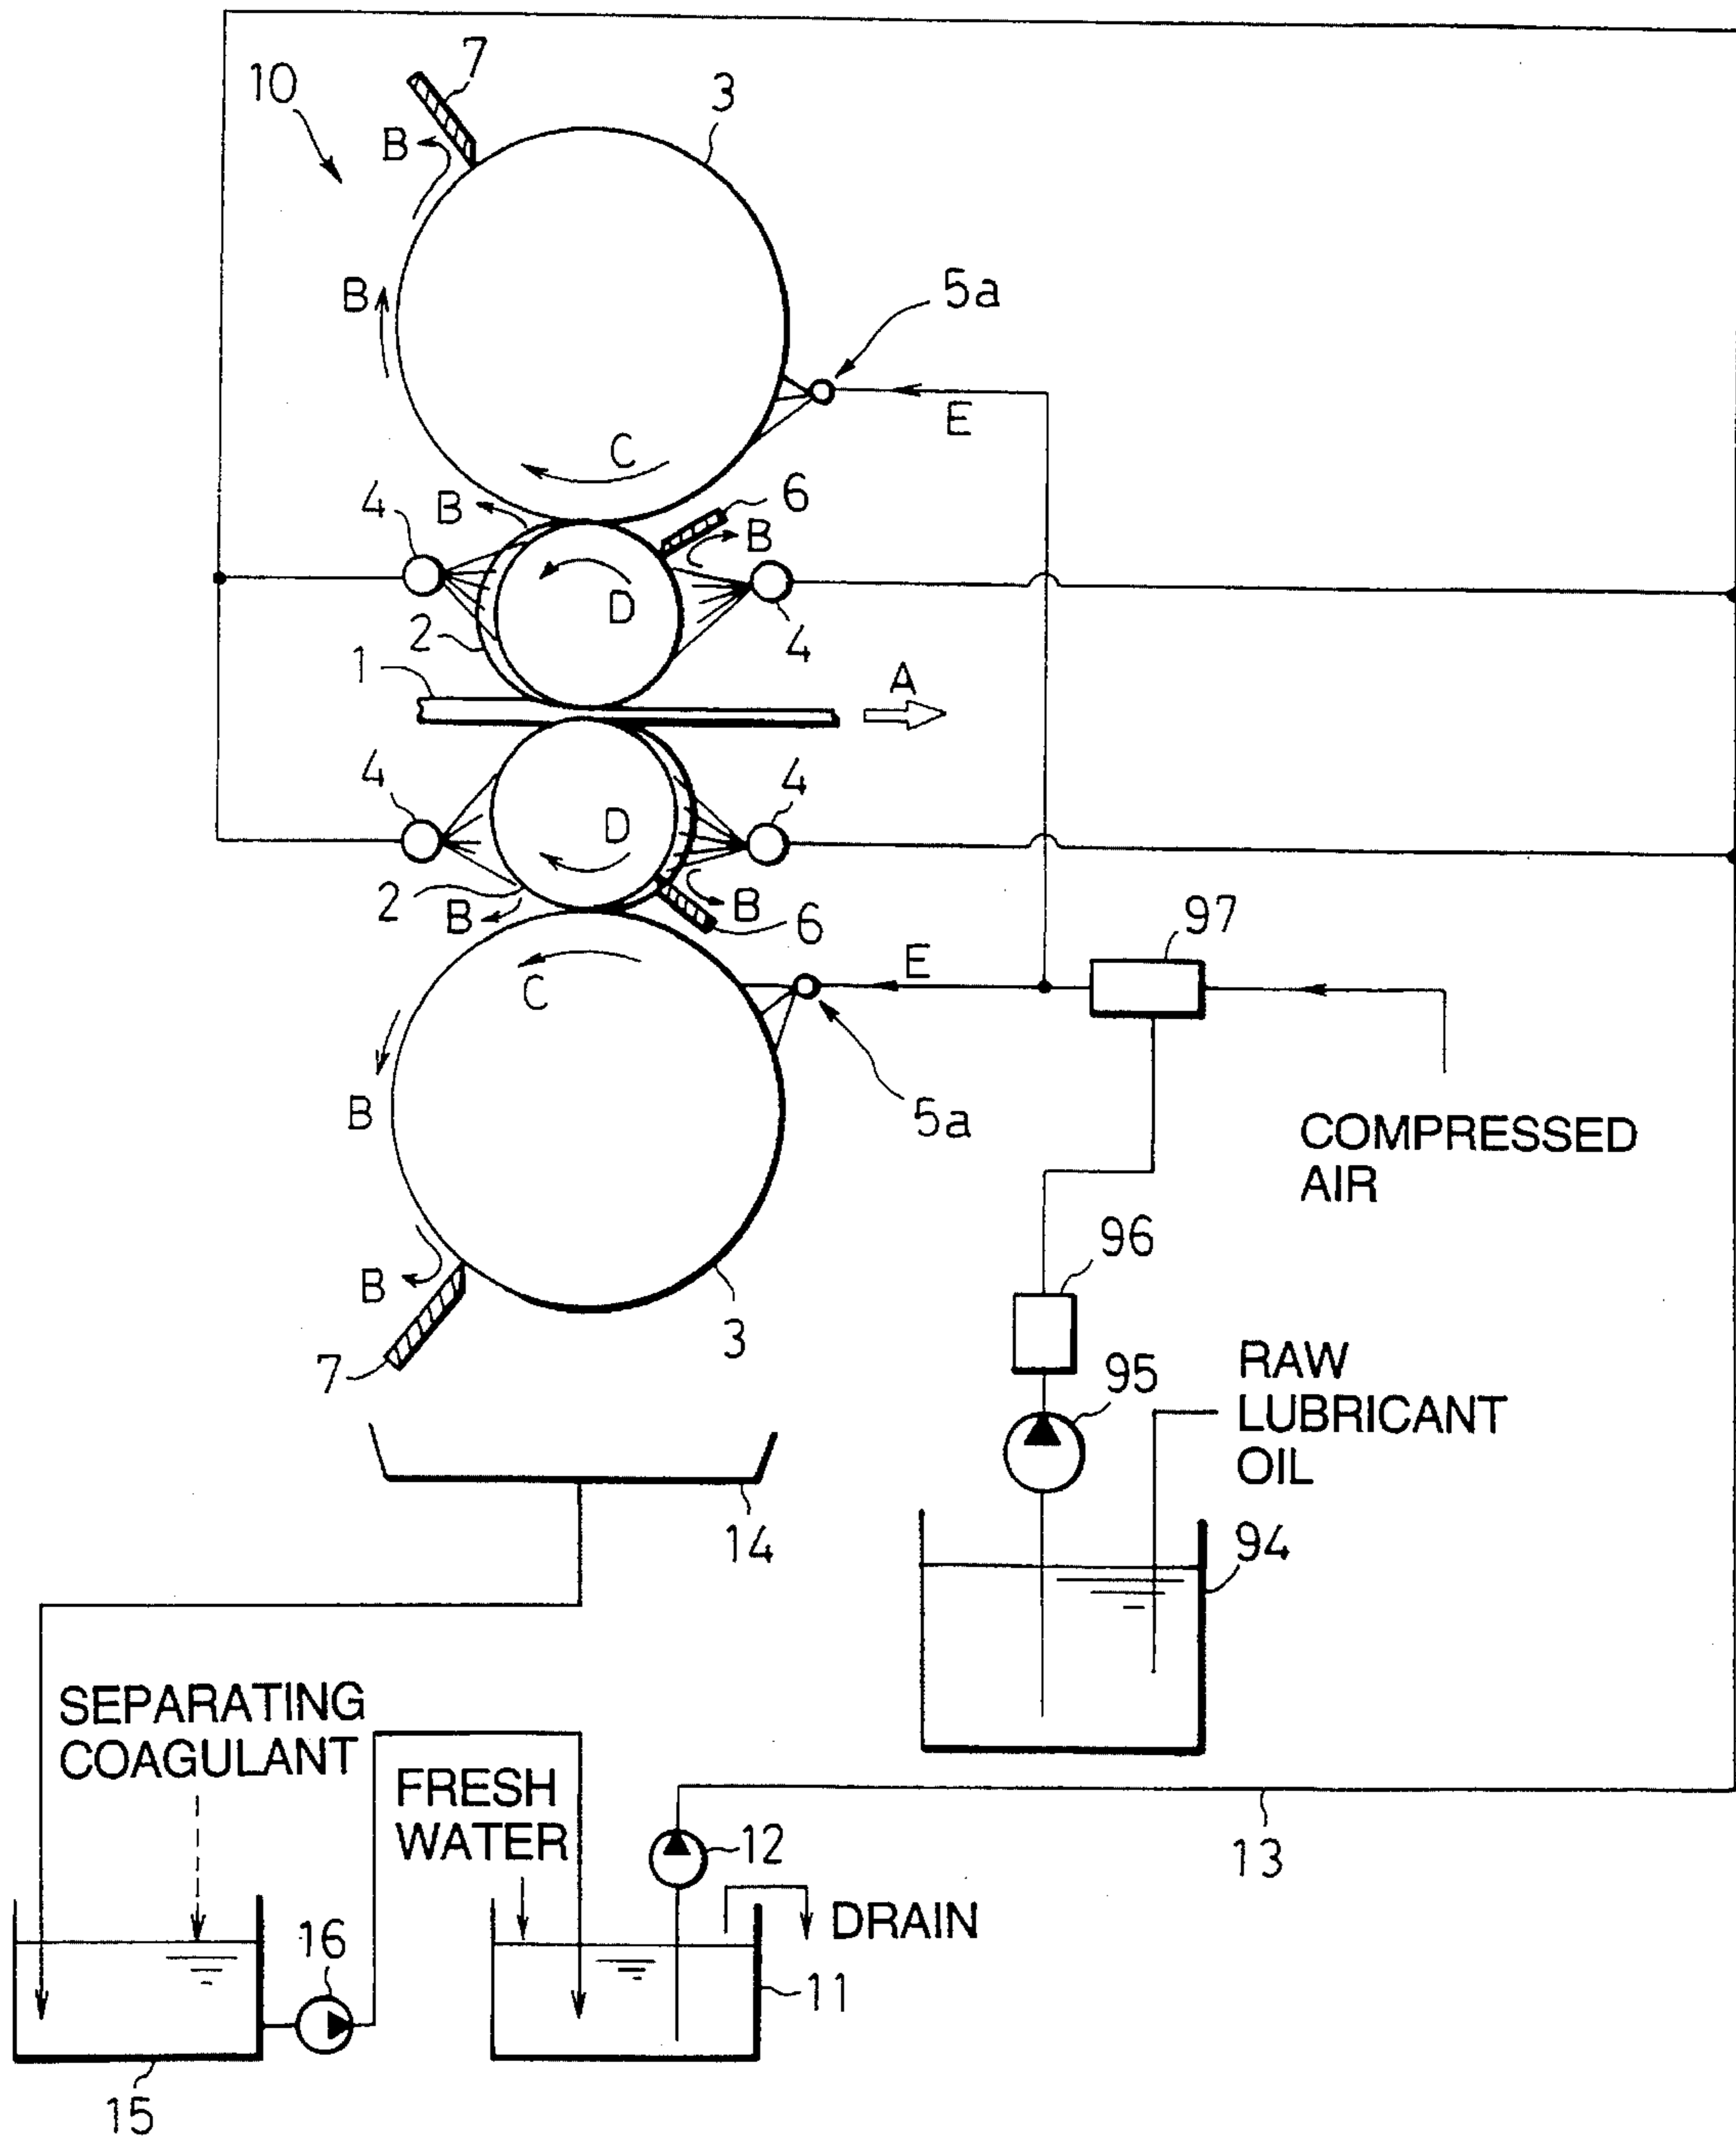 7
10
3
B
B
5a
E
C
6
4
B
B
D
2
4
1
A
4
4
D
2
B
B
6
97
E
C
B
5a
COMPRESSED
AIR
96
B
3
7
95
RAW
LUBRICANT
OIL
14
94
SEPARATING
COAGULANT
FRESH
WATER
12
13
DRAIN
16
11
15